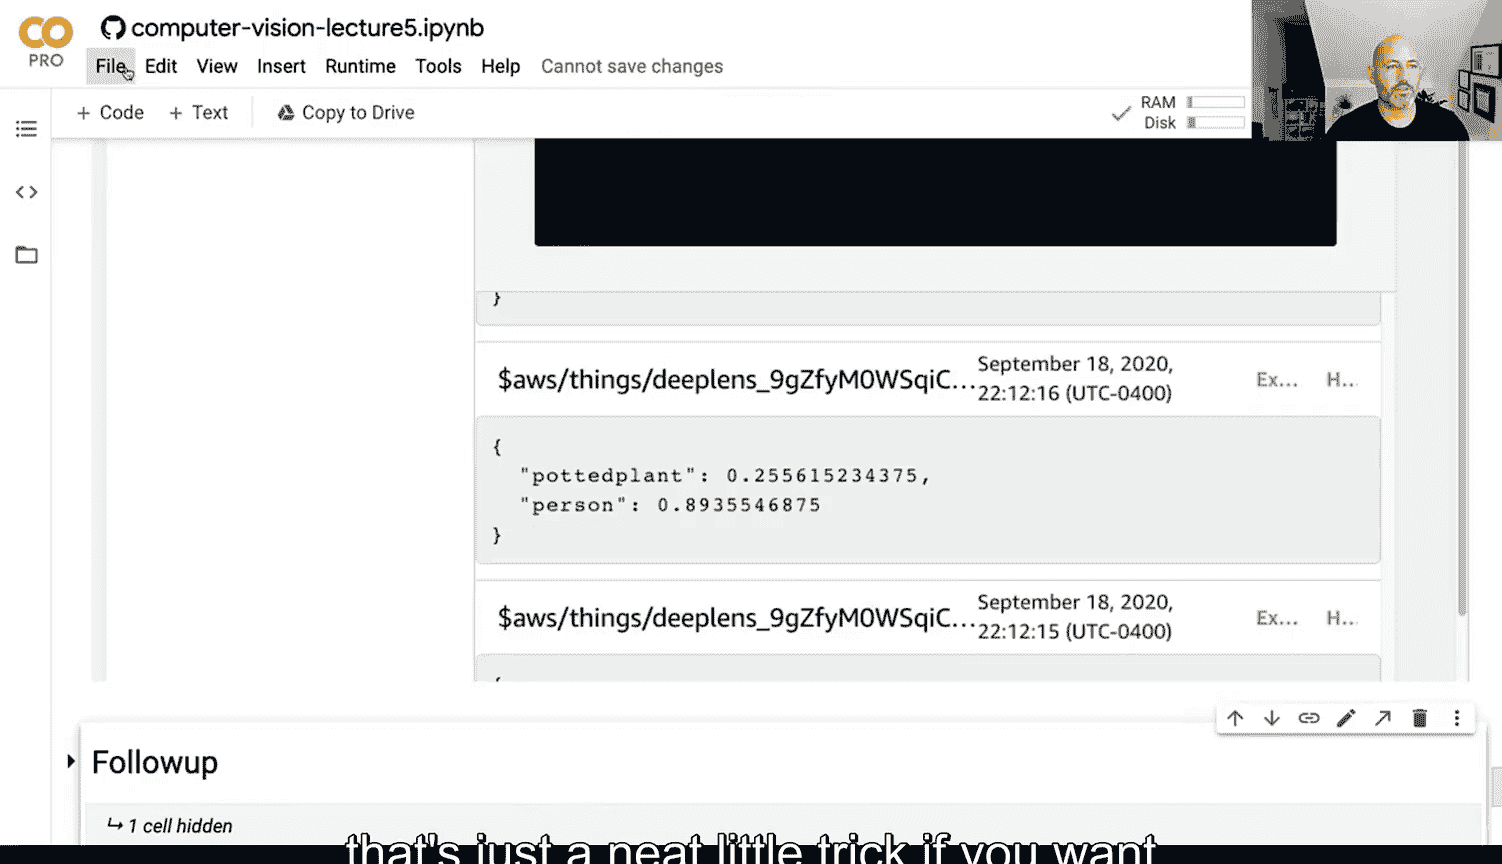 CO
PRO
computer-vision-lecture5.ipynb
File Edit View Insert Runtime Tools Help Cannot save changes
+ Code + Text Copy to Drive
RAM
Disk
}
$aws/things/deeplens_9gZfyM0WSqiC... September 18, 2020, 22:12:16 (UTC-0400) Ex... H...
{
"pottedplant": 0.255615234375,
"person": 0.8935546875
}
$aws/things/deeplens_9gZfyM0WSqiC... September 18, 2020, 22:12:15 (UTC-0400) Ex... H...
{
Followup
1 cell hidden
that's just a neat little trick if you want